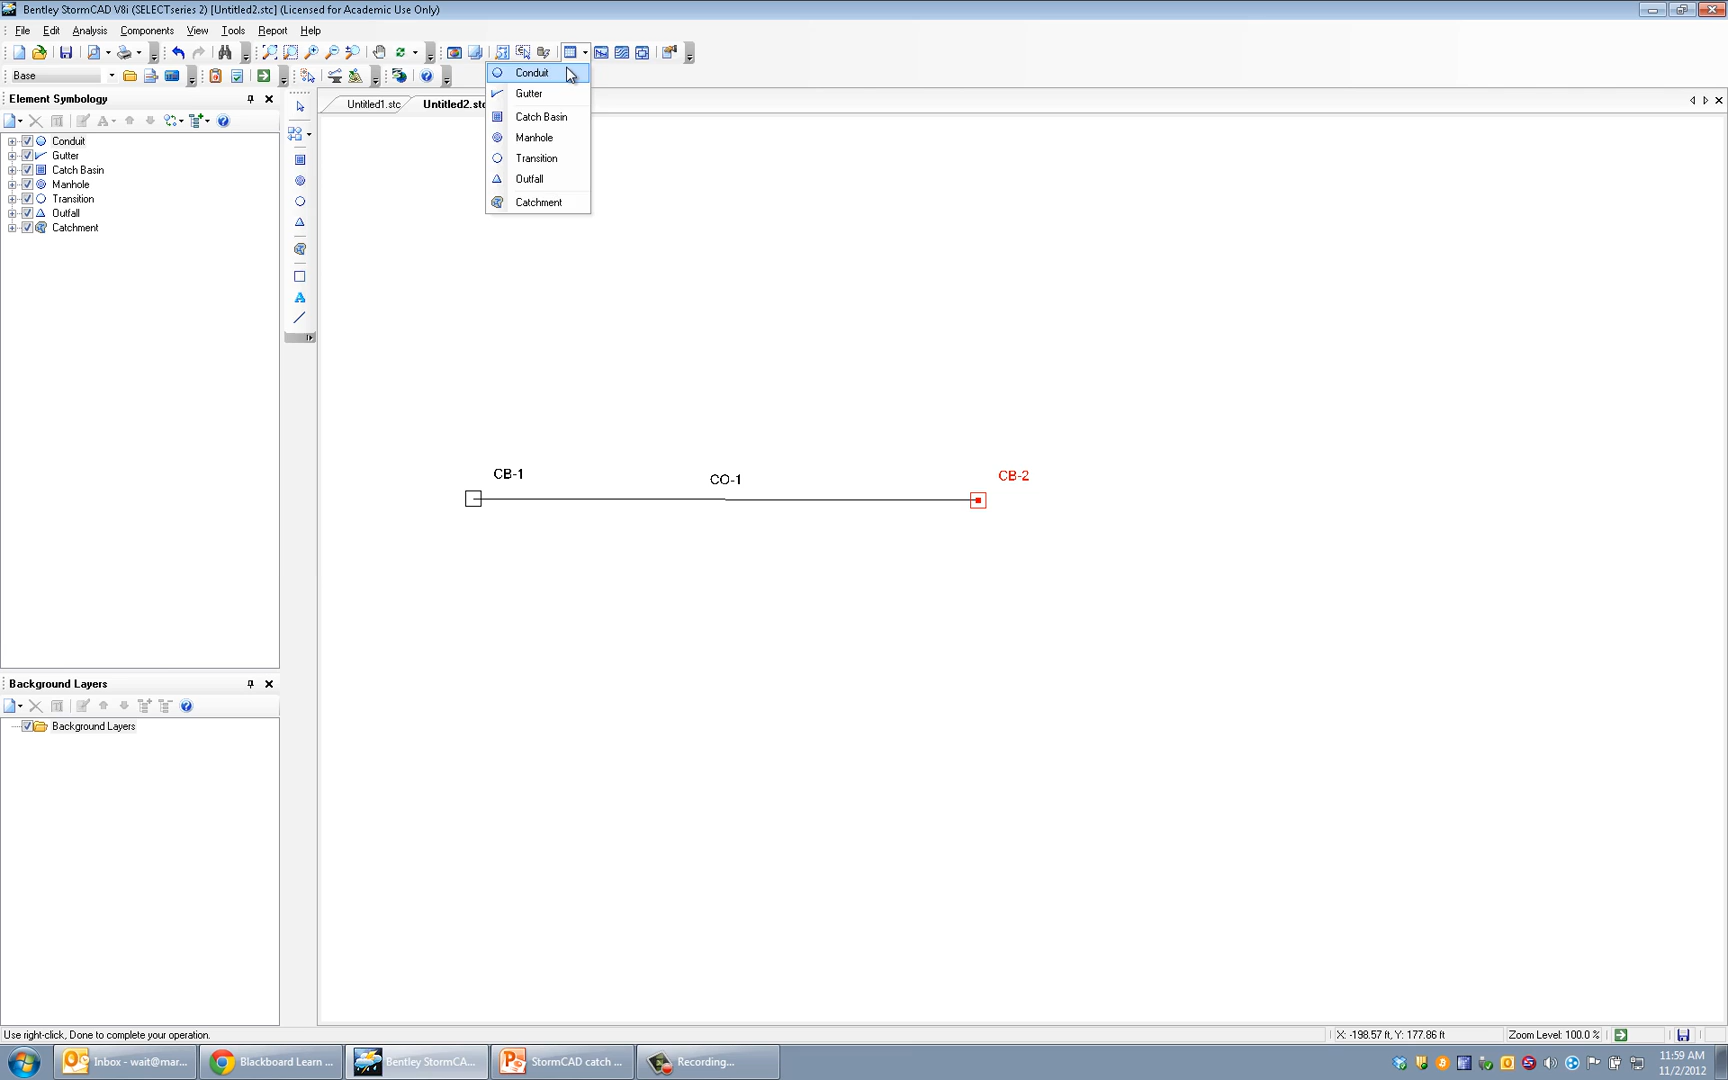 Bentley StormCAD V8i (SELECTseries 2) [Untitled2.stc] (Licensed for Academic Use Only)
File Edit Analysis Components View Tools Report Help
Base
Element Symbology
Conduit
Gutter
Catch Basin
Manhole
Transition
Outfall
Catchment
Untitled1.stc
Untitled2.stc
Conduit
Gutter
Catch Basin
Manhole
Transition
Outfall
Catchment
CB-1
CO-1
CB-2
Background Layers
Background Layers
Use right-click, Done to complete your operation.
X: -198.57 ft, Y: 177.86 ft
Zoom Level: 100.0 %
Inbox - wait@mar...
Blackboard Learn ...
Bentley StormCA...
StormCAD catch ...
Recording...
11:59 AM
11/2/2012